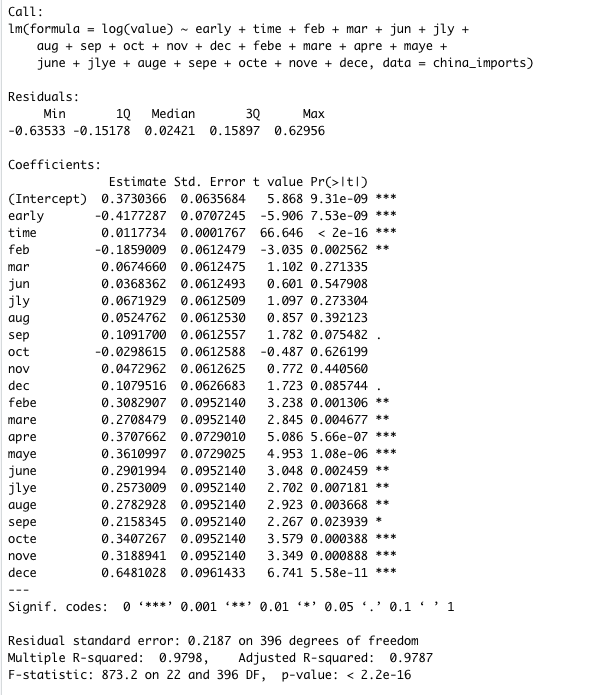 Call:
lm(formula = log(value) ~ early + time + feb + mar + jun + jly +
    aug + sep + oct + nov + dec + febe + mare + apre + maye +
    june + jlye + auge + sepe + octe + nove + dece, data = china_imports)

Residuals:
     Min       1Q   Median       3Q      Max
-0.63533 -0.15178  0.02421  0.15897  0.62956

Coefficients:
              Estimate Std. Error t value Pr(>|t|)
(Intercept)  0.3730366  0.0635684   5.868 9.31e-09 ***
early       -0.4177287  0.0707245  -5.906 7.53e-09 ***
time         0.0117734  0.0001767  66.646  < 2e-16 ***
feb         -0.1859009  0.0612479  -3.035 0.002562 **
mar          0.0674660  0.0612475   1.102 0.271335
jun          0.0368362  0.0612493   0.601 0.547908
jly          0.0671929  0.0612509   1.097 0.273304
aug          0.0524762  0.0612530   0.857 0.392123
sep          0.1091700  0.0612557   1.782 0.075482 .
oct         -0.0298615  0.0612588  -0.487 0.626199
nov          0.0472962  0.0612625   0.772 0.440560
dec          0.1079516  0.0626683   1.723 0.085744 .
febe         0.3082907  0.0952140   3.238 0.001306 **
mare         0.2708479  0.0952140   2.845 0.004677 **
apre         0.3707662  0.0729010   5.086 5.66e-07 ***
maye         0.3610997  0.0729025   4.953 1.08e-06 ***
june         0.2901994  0.0952140   3.048 0.002459 **
jlye         0.2573009  0.0952140   2.702 0.007181 **
auge         0.2782928  0.0952140   2.923 0.003668 **
sepe         0.2158345  0.0952140   2.267 0.023939 *
octe         0.3407267  0.0952140   3.579 0.000388 ***
nove         0.3188941  0.0952140   3.349 0.000888 ***
dece         0.6481028  0.0961433   6.741 5.58e-11 ***
---
Signif. codes:  0 ‘***’ 0.001 ‘**’ 0.01 ‘*’ 0.05 ‘.’ 0.1 ‘ ’ 1

Residual standard error: 0.2187 on 396 degrees of freedom
Multiple R-squared:  0.9798,    Adjusted R-squared:  0.9787
F-statistic: 873.2 on 22 and 396 DF,  p-value: < 2.2e-16